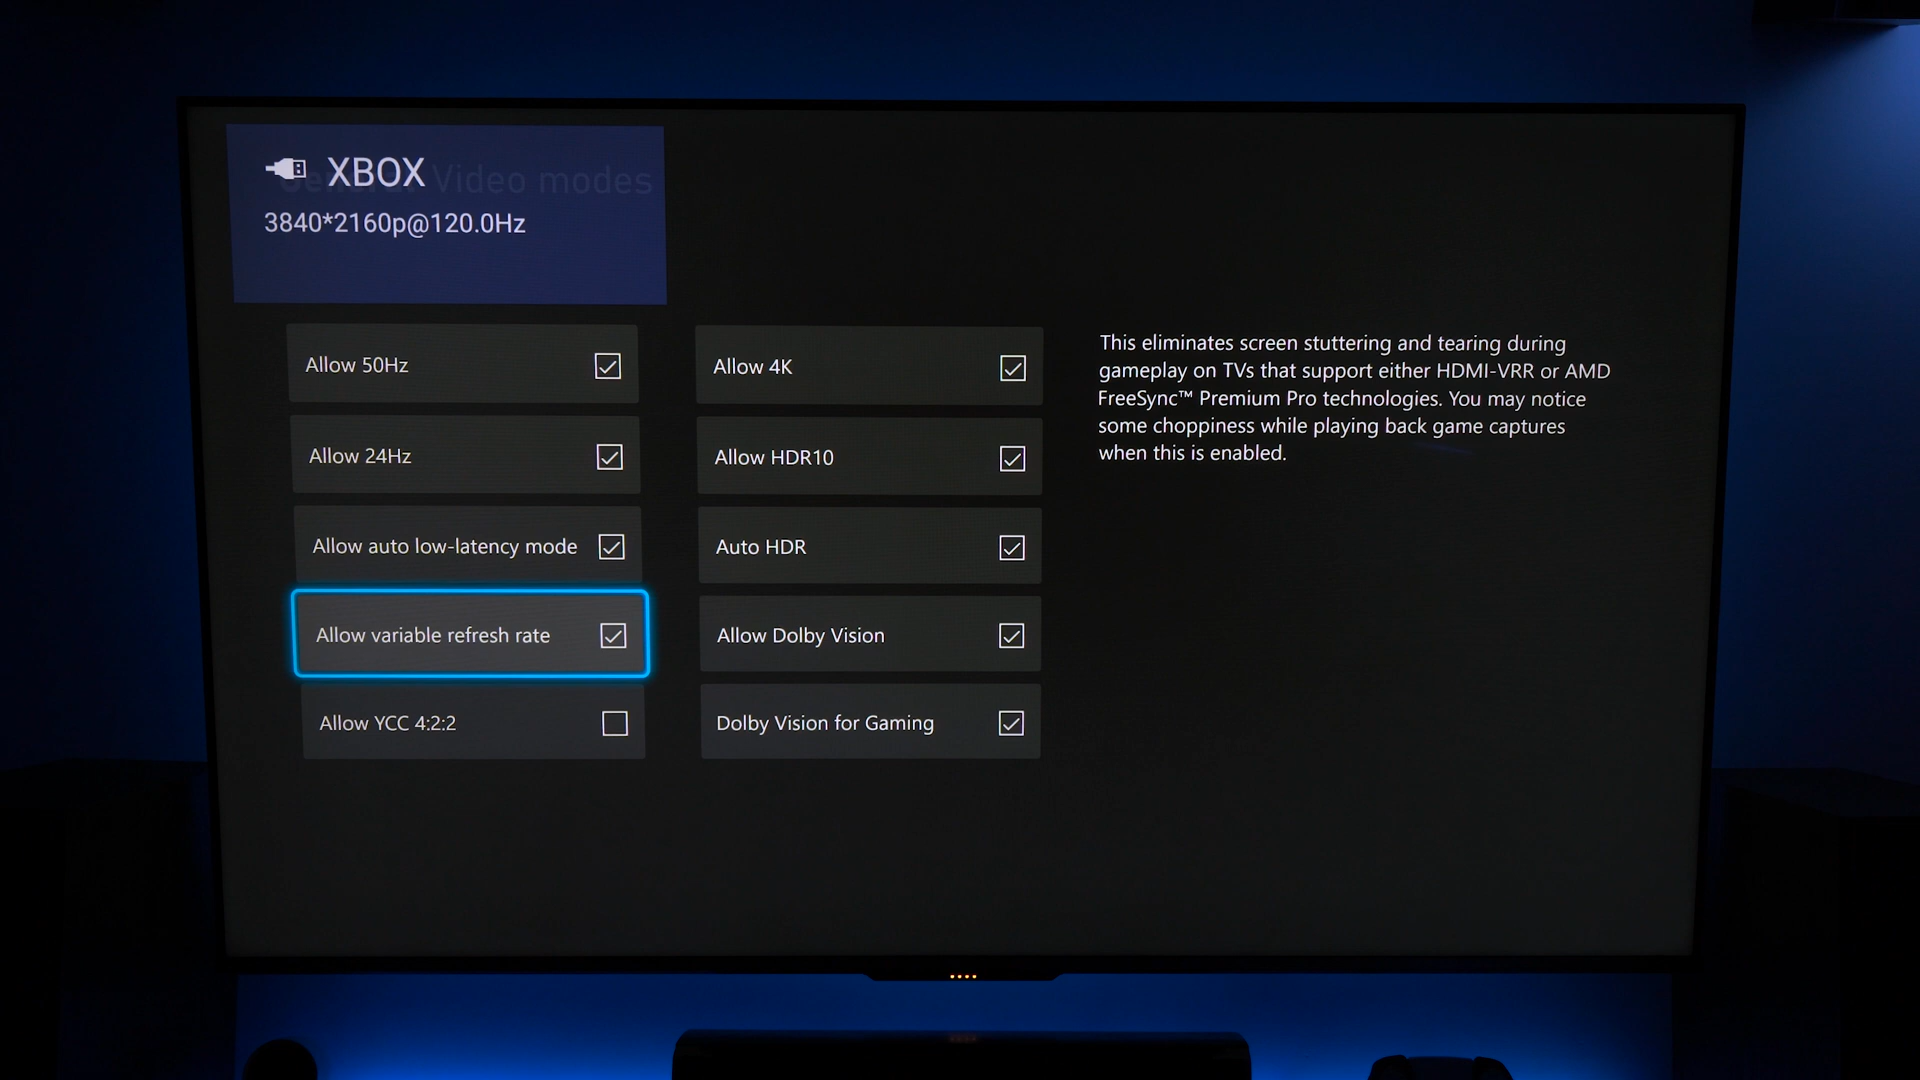 XBOX
General Video modes
3840*2160p@120.0Hz
Allow 50Hz
Allow 24Hz
Allow auto low-latency mode
Allow variable refresh rate
Allow YCC 4:2:2
Allow 4K
Allow HDR10
Auto HDR
Allow Dolby Vision
Dolby Vision for Gaming
This eliminates screen stuttering and tearing during
gameplay on TVs that support either HDMI-VRR or AMD
FreeSync™ Premium Pro technologies. You may notice
some choppiness while playing back game captures
when this is enabled.